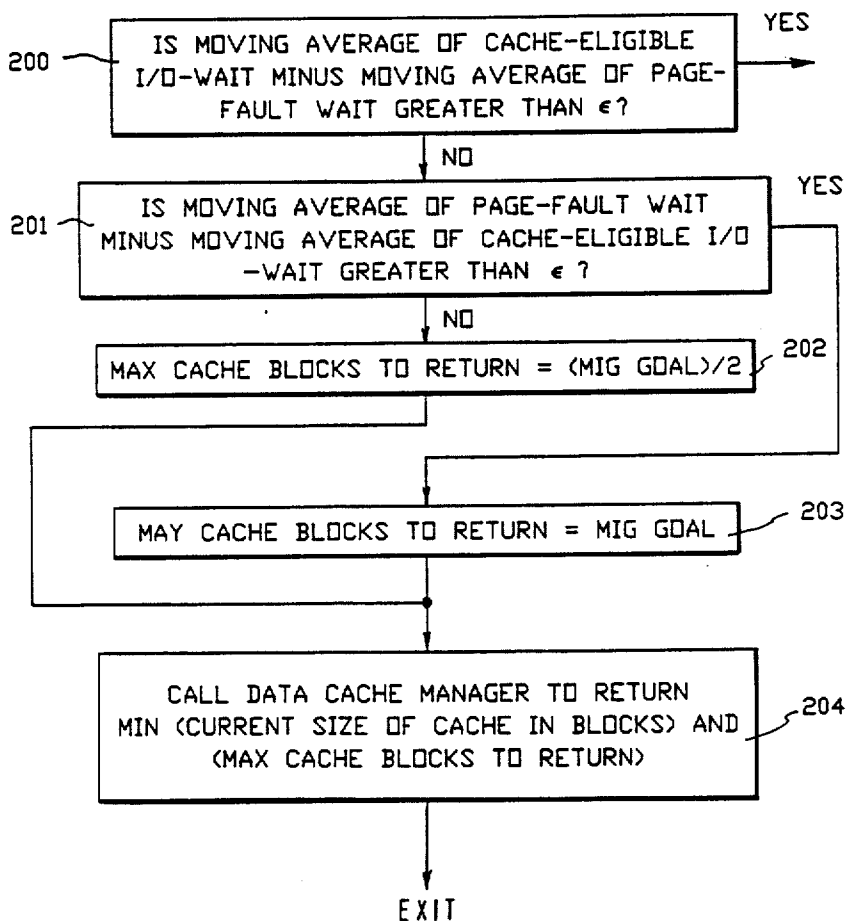 YES
200
IS MOVING AVERAGE OF CACHE-ELIGIBLE
I/O-WAIT MINUS MOVING AVERAGE OF PAGE-
FAULT WAIT GREATER THAN ϵ?
NO
YES
201
IS MOVING AVERAGE OF PAGE-FAULT WAIT
MINUS MOVING AVERAGE OF CACHE-ELIGIBLE I/O
-WAIT GREATER THAN ϵ ?
NO
MAX CACHE BLOCKS TO RETURN = (MIG GOAL)/2
202
MAY CACHE BLOCKS TO RETURN = MIG GOAL
203
CALL DATA CACHE MANAGER TO RETURN
MIN (CURRENT SIZE OF CACHE IN BLOCKS) AND
(MAX CACHE BLOCKS TO RETURN)
204
EXIT